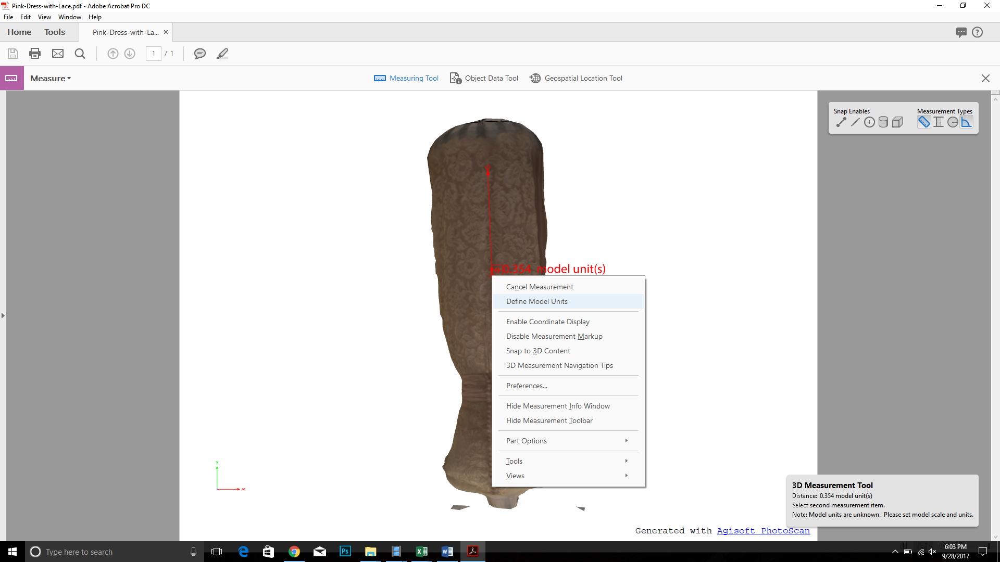 Pink-Dress-with-Lace.pdf - Adobe Acrobat Pro DC
File Edit View Window Help
Home Tools Pink-Dress-with-La... ×
1 / 1
Measure
Measuring Tool Object Data Tool Geospatial Location Tool
Snap Enables Measurement Types
0.354 model unit(s)
Cancel Measurement
Define Model Units
Enable Coordinate Display
Disable Measurement Markup
Snap to 3D Content
3D Measurement Navigation Tips
Preferences...
Hide Measurement Info Window
Hide Measurement Toolbar
Part Options
Tools
Views
Y
X
3D Measurement Tool
Distance: 0.354 model unit(s)
Select second measurement item.
Note: Model units are unknown. Please set model scale and units.
Generated with Agisoft PhotoScan
Type here to search
Ps
6:03 PM
9/28/2017